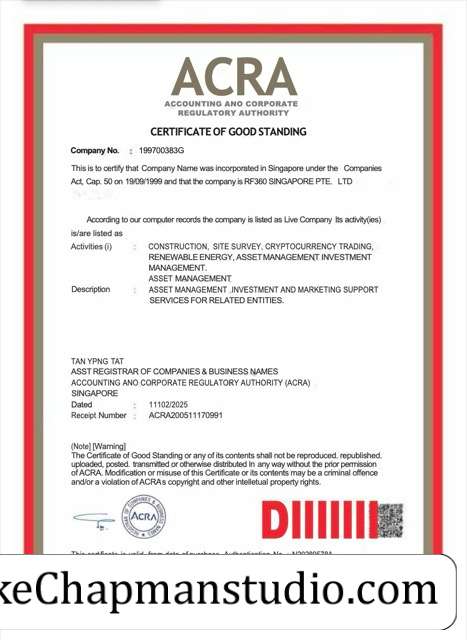 ACRA
ACCOUNTING ANO CORPORATE
REGULATORY AUTHORITY
CERTIFICATE OF GOOD STANDING
Company No. : 199700383G
This is to certify that Company Name was incorporated in Singapore under the Companies
Act, Cap. 50 on 19/09/1999 and that the company is RF360 SINGAPORE PTE. LTD
According to our computer records the company is listed as Live Company Its activity(ies)
is/are listed as
Activities (i) : CONSTRUCTION, SITE SURVEY, CRYPTOCURRENCY TRADING,
RENEWABLE ENERGY, ASSET MANAGEMENT, INVESTMENT
MANAGEMENT.
ASSET MANAGEMENT
Description : ASSET MANAGEMENT .INVESTMENT AND MARKETING SUPPORT
SERVICES FOR RELATED ENTITIES.
TAN YPNG TAT
ASST REGISTRAR OF COMPANIES & BUSINESS NAMES
ACCOUNTING ANO CORPORATE REGULATORY AUTHORITY (ACRA)
SINGAPORE
Dated : 11102/2025
Receipt Number : ACRA200511170991
(Note] [Warning]
The Certificate of Good Standing or any of its contents shall not be reproduced. republished.
uploaded, posted. transmitted or otherwise distributed In any way without the prior permission
of ACRA. Modification or misuse of this Certificate or its contents may be a criminal offence
and/or a violation of ACRAs copyright and other intelletual property rights.
ACRA
This certificate is valid from date of purchase Authentication No.
keChapmanstudio.com